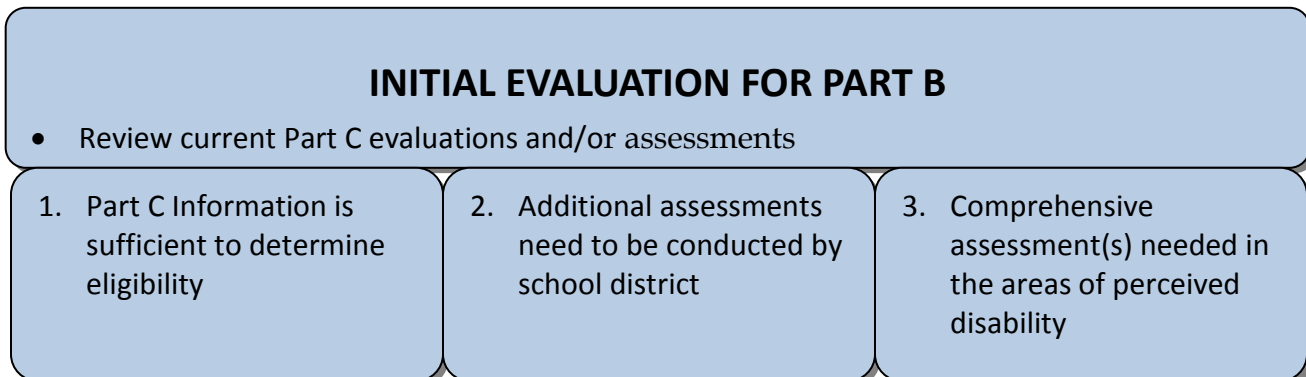 INITIAL EVALUATION FOR PART B
• Review current Part C evaluations and/or assessments
1. Part C Information is
sufficient to determine
eligibility
2. Additional assessments
need to be conducted by
school district
3. Comprehensive
assessment(s) needed in
the areas of perceived
disability